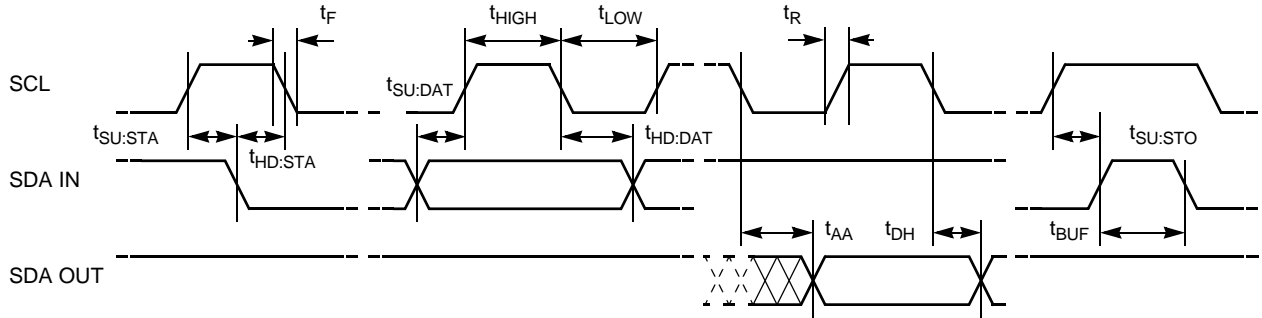 tF tHIGH tLOW tR
SCL
tSU:DAT
tSU:STA tHD:STA tHD:DAT tSU:STO
SDA IN
tAA tDH tBUF
SDA OUT